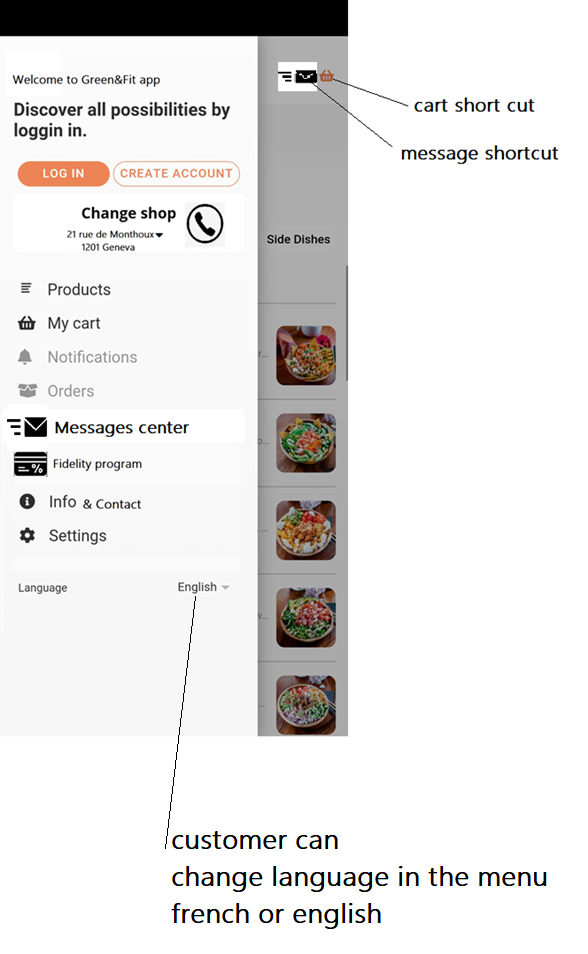 Welcome to Green&Fit app
Discover all possibilities by
loggin in.
LOG IN
CREATE ACCOUNT
Change shop
21 rue de Monthoux
1201 Geneva
Products
My cart
Notifications
Orders
Messages center
Fidelity program
Info & Contact
Settings
Language
English
cart short cut
message shortcut
Side Dishes
customer can
change language in the menu
french or english